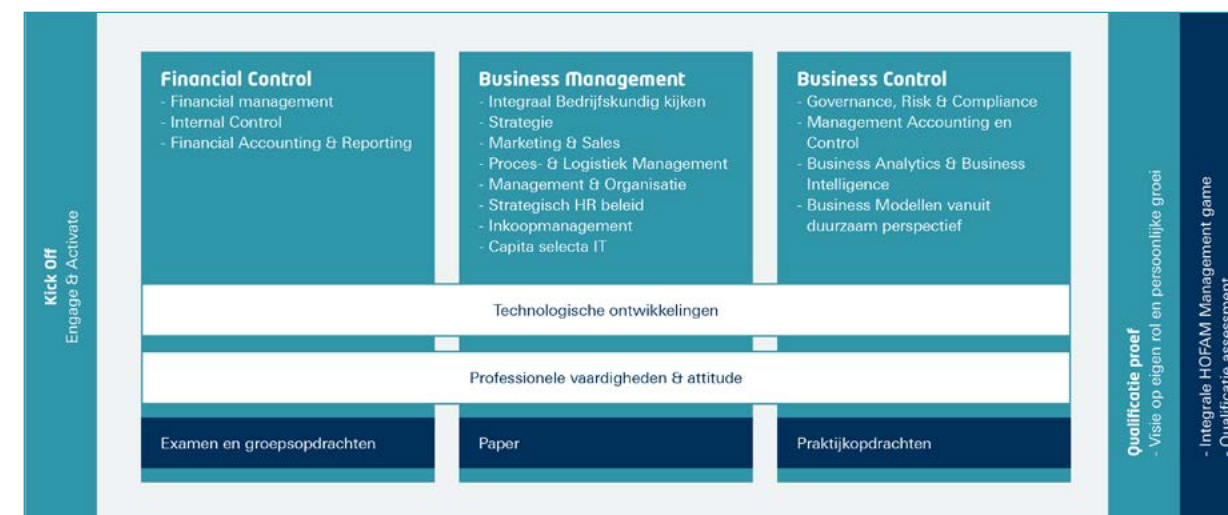 Kick Off
Engage & Activate
Financial Control
- Financial management
- Internal Control
- Financial Accounting & Reporting
Business Management
- Integraal Bedrijfskundig kijken
- Strategie
- Marketing & Sales
- Proces- & Logistiek Management
- Management & Organisatie
- Strategisch HR beleid
- Inkoopmanagement
- Capita selecta IT
Business Control
- Governance, Risk & Compliance
- Management Accounting en
Control
- Business Analytics & Business
Intelligence
- Business Modellen vanuit
duurzaam perspectief
Technologische ontwikkelingen
Professionele vaardigheden & attitude
Examen en groepsopdrachten
Paper
Praktijkopdrachten
Qualificatie proef
- Visie op eigen rol en persoonlijke groei
- Integrale HOFAM Management game
- Qualificatie assessment